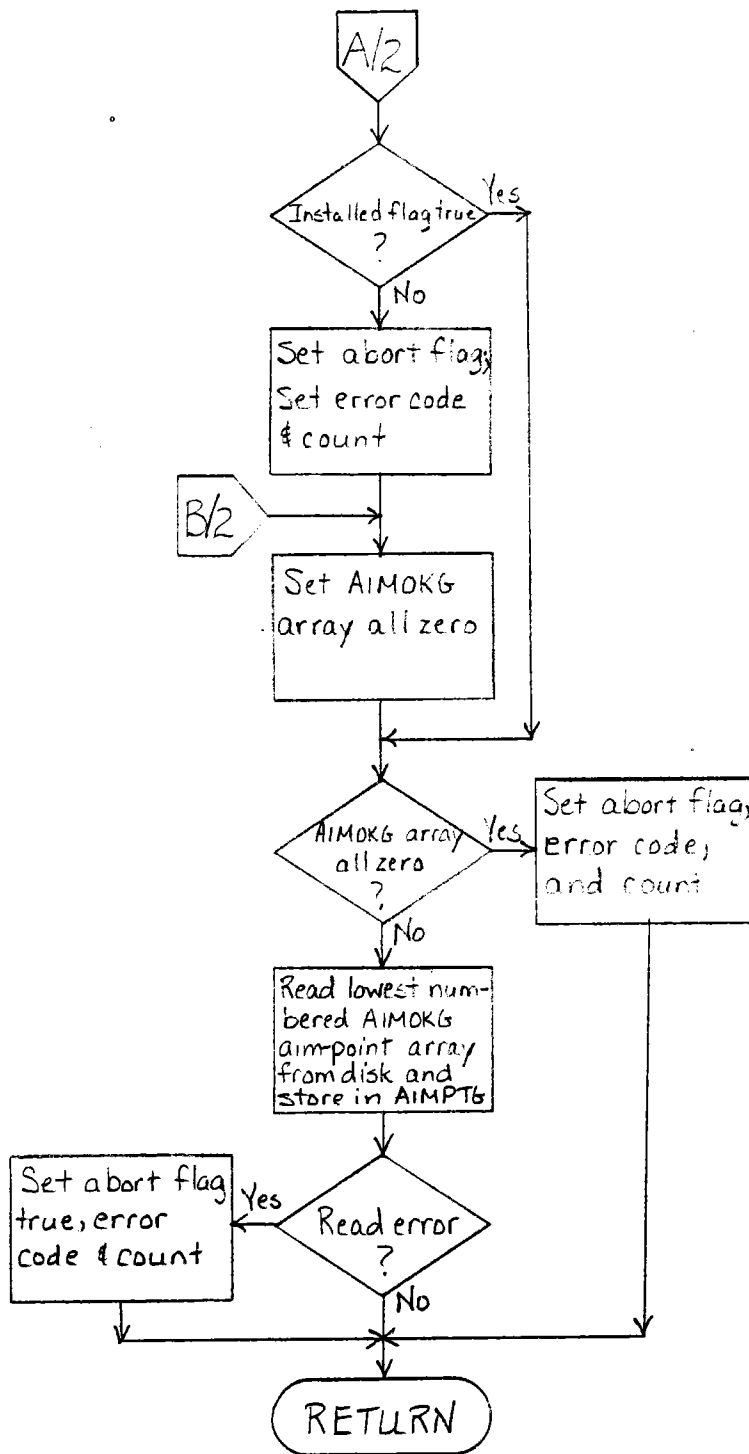 A/2
Installed flag true
?
Yes
No
Set abort flag,
Set error code
& count
B/2
Set AIMOKG
array all zero
AIMOKG array
all zero
?
Yes
Set abort flag,
error code,
and count
No
Read lowest num-
bered AIMOKG
aim-point array
from disk and
store in AIMPTG
Read error
?
Yes
Set abort flag
true, error
code & count
No
RETURN